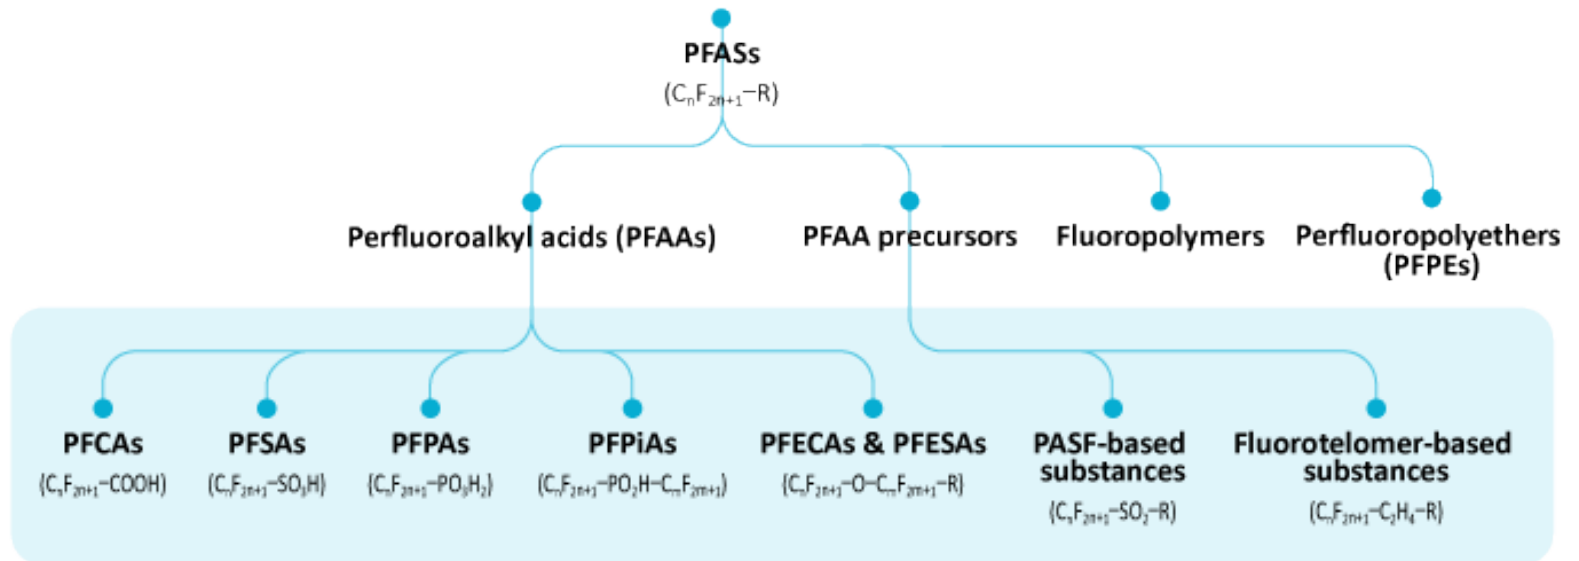 PFASs
(CₙF₂ₙ₊₁–R)
Perfluoroalkyl acids (PFAAs)
PFAA precursors
Fluoropolymers
Perfluoropolyethers
(PFPEs)
PFCAs
(CₙF₂ₙ₊₁–COOH)
PFSAs
(CₙF₂ₙ₊₁–SO₃H)
PFPAs
(CₙF₂ₙ₊₁–PO₃H₂)
PFPiAs
(CₙF₂ₙ₊₁–PO₂H–CₘF₂ₘ₊₁)
PFECAs & PFESAs
(CₙF₂ₙ₊₁–O–CₘF₂ₘ₊₁–R)
PASF-based
substances
(CₙF₂ₙ₊₁–SO₂–R)
Fluorotelomer-based
substances
(CₙF₂ₙ₊₁–C₂H₄–R)